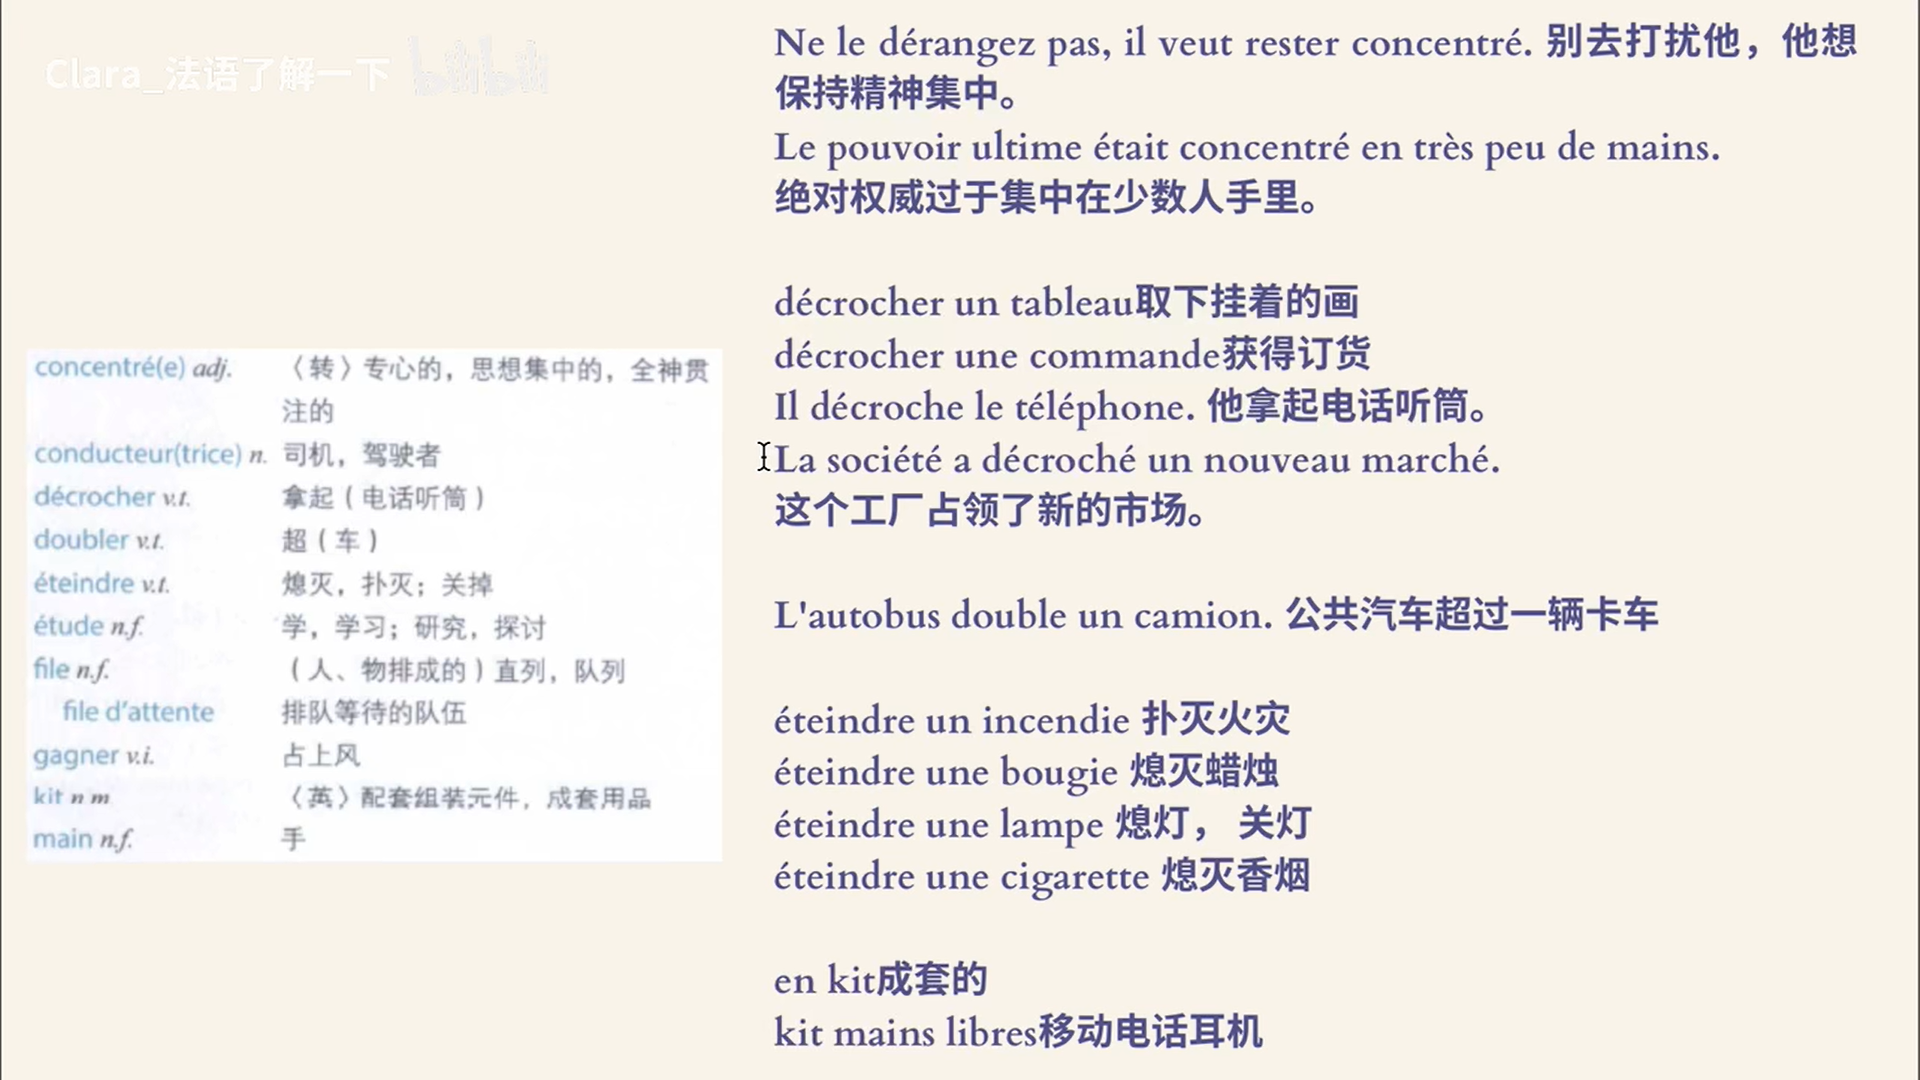 Clara_法语了解一下 bilibili
concentré(e) adj. 〈转〉专心的，思想集中的，全神贯
注的
conducteur(trice) n. 司机，驾驶者
décrocher v.t. 拿起（电话听筒）
doubler v.t. 超（车）
éteindre v.t. 熄灭，扑灭；关掉
étude n.f. 学，学习；研究，探讨
file n.f. （人、物排成的）直列，队列
file d'attente 排队等待的队伍
gagner v.i. 占上风
kit n m 〈英〉配套组装元件，成套用品
main n.f. 手
Ne le dérangez pas, il veut rester concentré. 别去打扰他，他想
保持精神集中。
Le pouvoir ultime était concentré en très peu de mains.
绝对权威过于集中在少数人手里。
décrocher un tableau取下挂着的画
décrocher une commande获得订货
Il décroche le téléphone. 他拿起电话听筒。
La société a décroché un nouveau marché.
这个工厂占领了新的市场。
L'autobus double un camion. 公共汽车超过一辆卡车
éteindre un incendie 扑灭火灾
éteindre une bougie 熄灭蜡烛
éteindre une lampe 熄灯， 关灯
éteindre une cigarette 熄灭香烟
en kit成套的
kit mains libres移动电话耳机